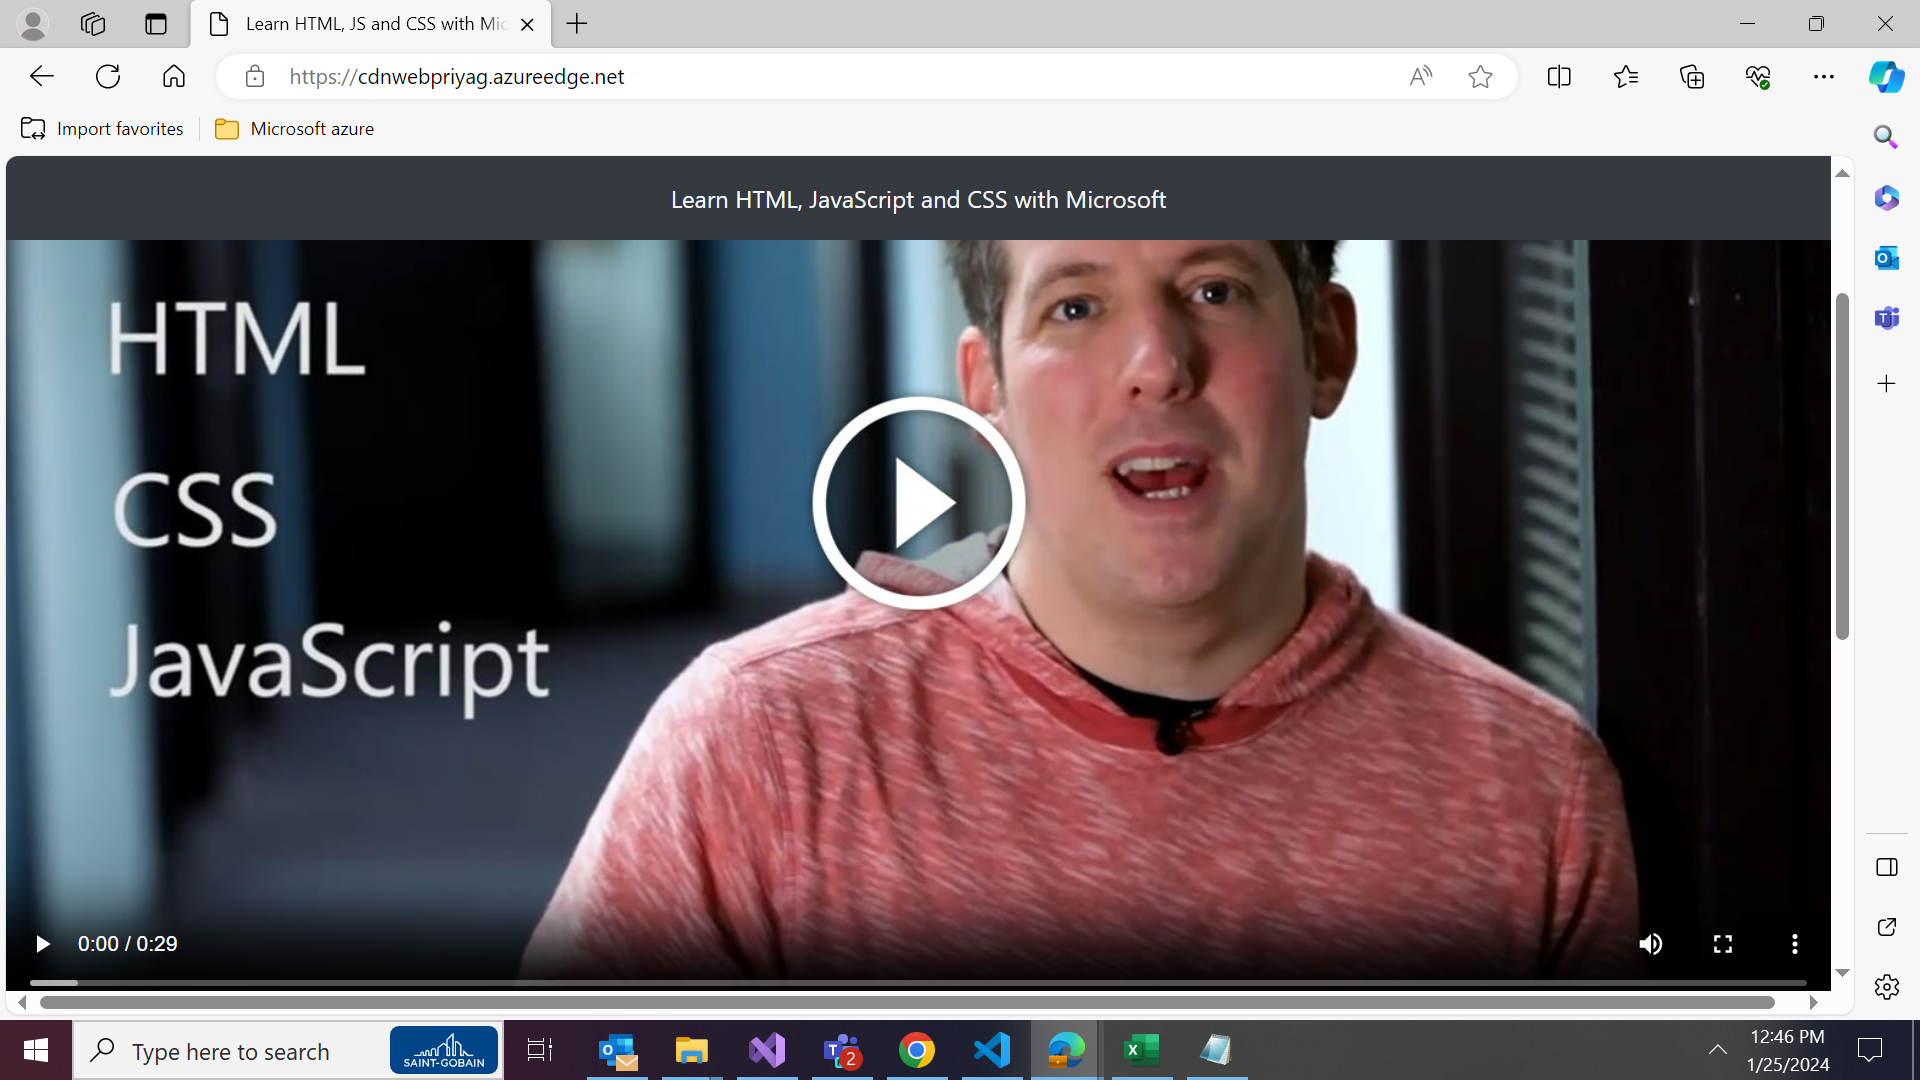 Learn HTML, JS and CSS with Mic
https://cdnwebpriyag.azureedge.net
Import favorites
Microsoft azure
Learn HTML, JavaScript and CSS with Microsoft
HTML
CSS
JavaScript
0:00 / 0:29
Type here to search
SAINT-GOBAIN
2
12:46 PM
1/25/2024